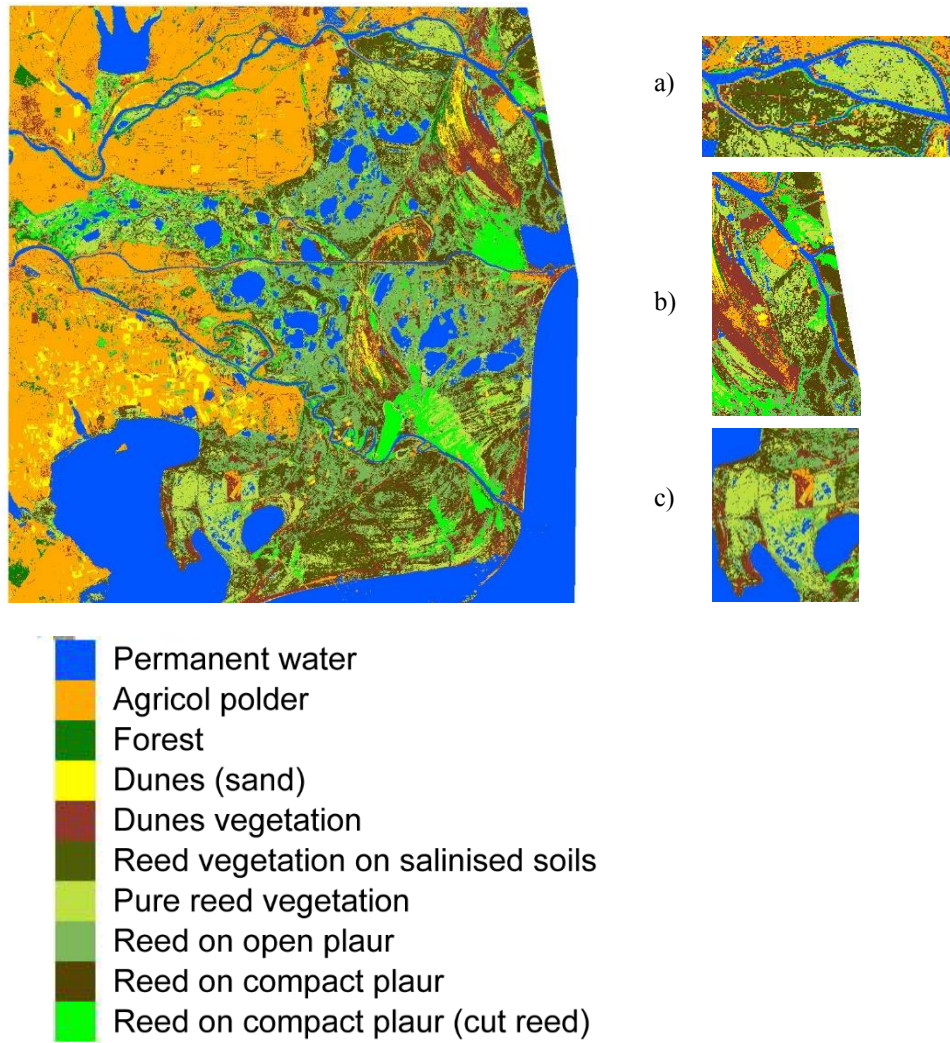 a)
b)
c)
Permanent water
Agricol polder
Forest
Dunes (sand)
Dunes vegetation
Reed vegetation on salinised soils
Pure reed vegetation
Reed on open plaur
Reed on compact plaur
Reed on compact plaur (cut reed)